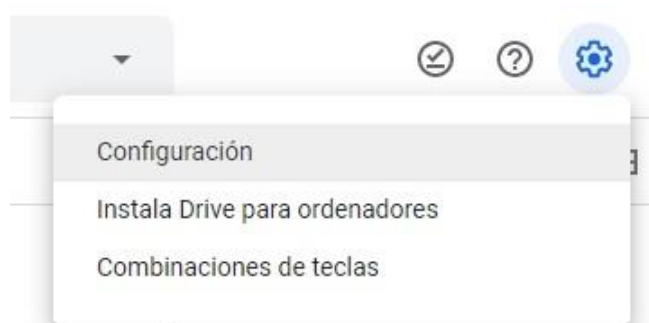 Configuración
Instala Drive para ordenadores
Combinaciones de teclas